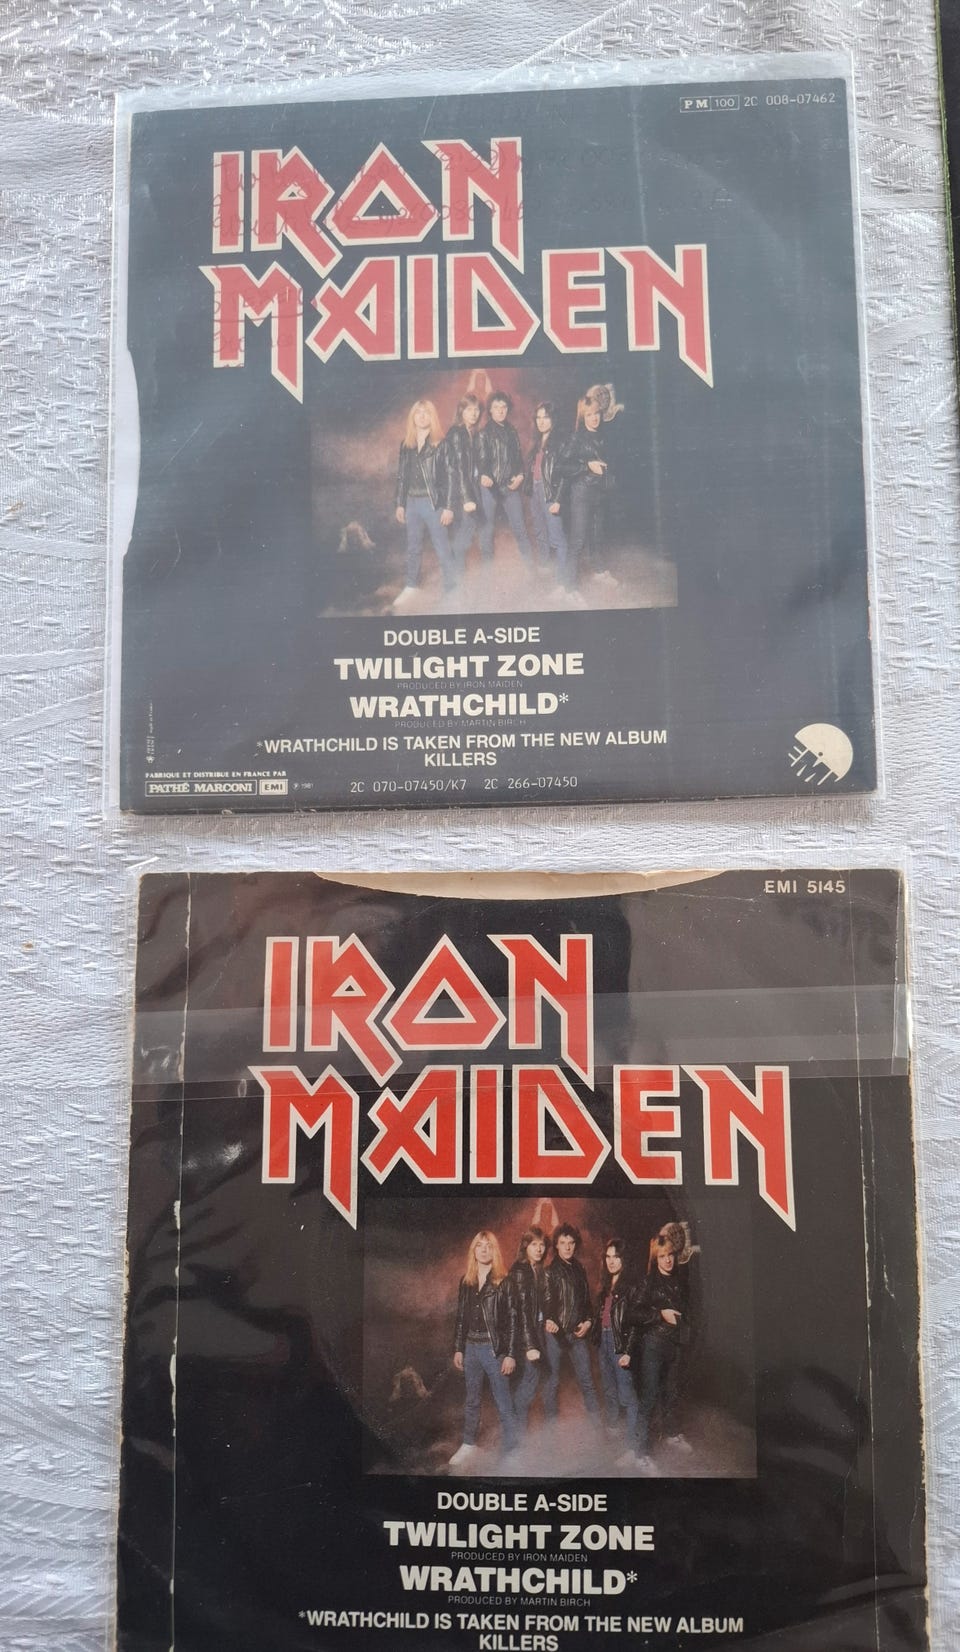 PM 100 2C 008-07462
IRON
MAIDEN
DOUBLE A-SIDE
TWILIGHT ZONE
PRODUCED BY IRON MAIDEN
WRATHCHILD*
PRODUCED BY MARTIN BIRCH
*WRATHCHILD IS TAKEN FROM THE NEW ALBUM
KILLERS
EMI
FABRIQUE ET DISTRIBUE EN FRANCE PAR
PATHÉ MARCONI EMI ℗ 1981
2C 070-07450/K7 2C 266-07450
EMI 5145
IRON
MAIDEN
DOUBLE A-SIDE
TWILIGHT ZONE
PRODUCED BY IRON MAIDEN
WRATHCHILD*
PRODUCED BY MARTIN BIRCH
*WRATHCHILD IS TAKEN FROM THE NEW ALBUM
KILLERS